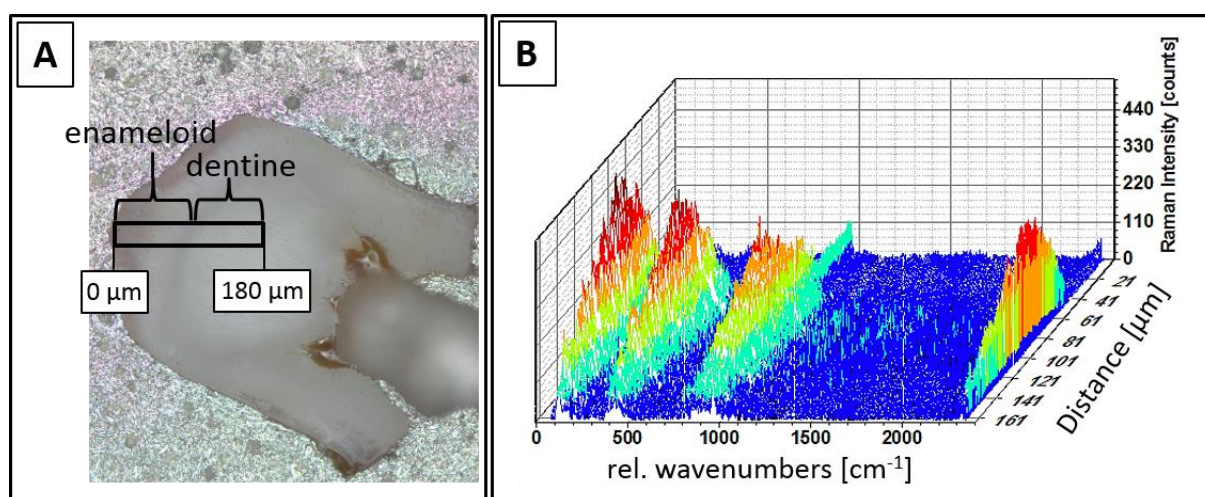 A
enameloid
dentine
0 µm
180 µm
B
440
330
220
110
0
Raman Intensity [counts]
21
41
61
81
101
121
141
161
Distance [µm]
0
500
1000
1500
2000
rel. wavenumbers [cm⁻¹]